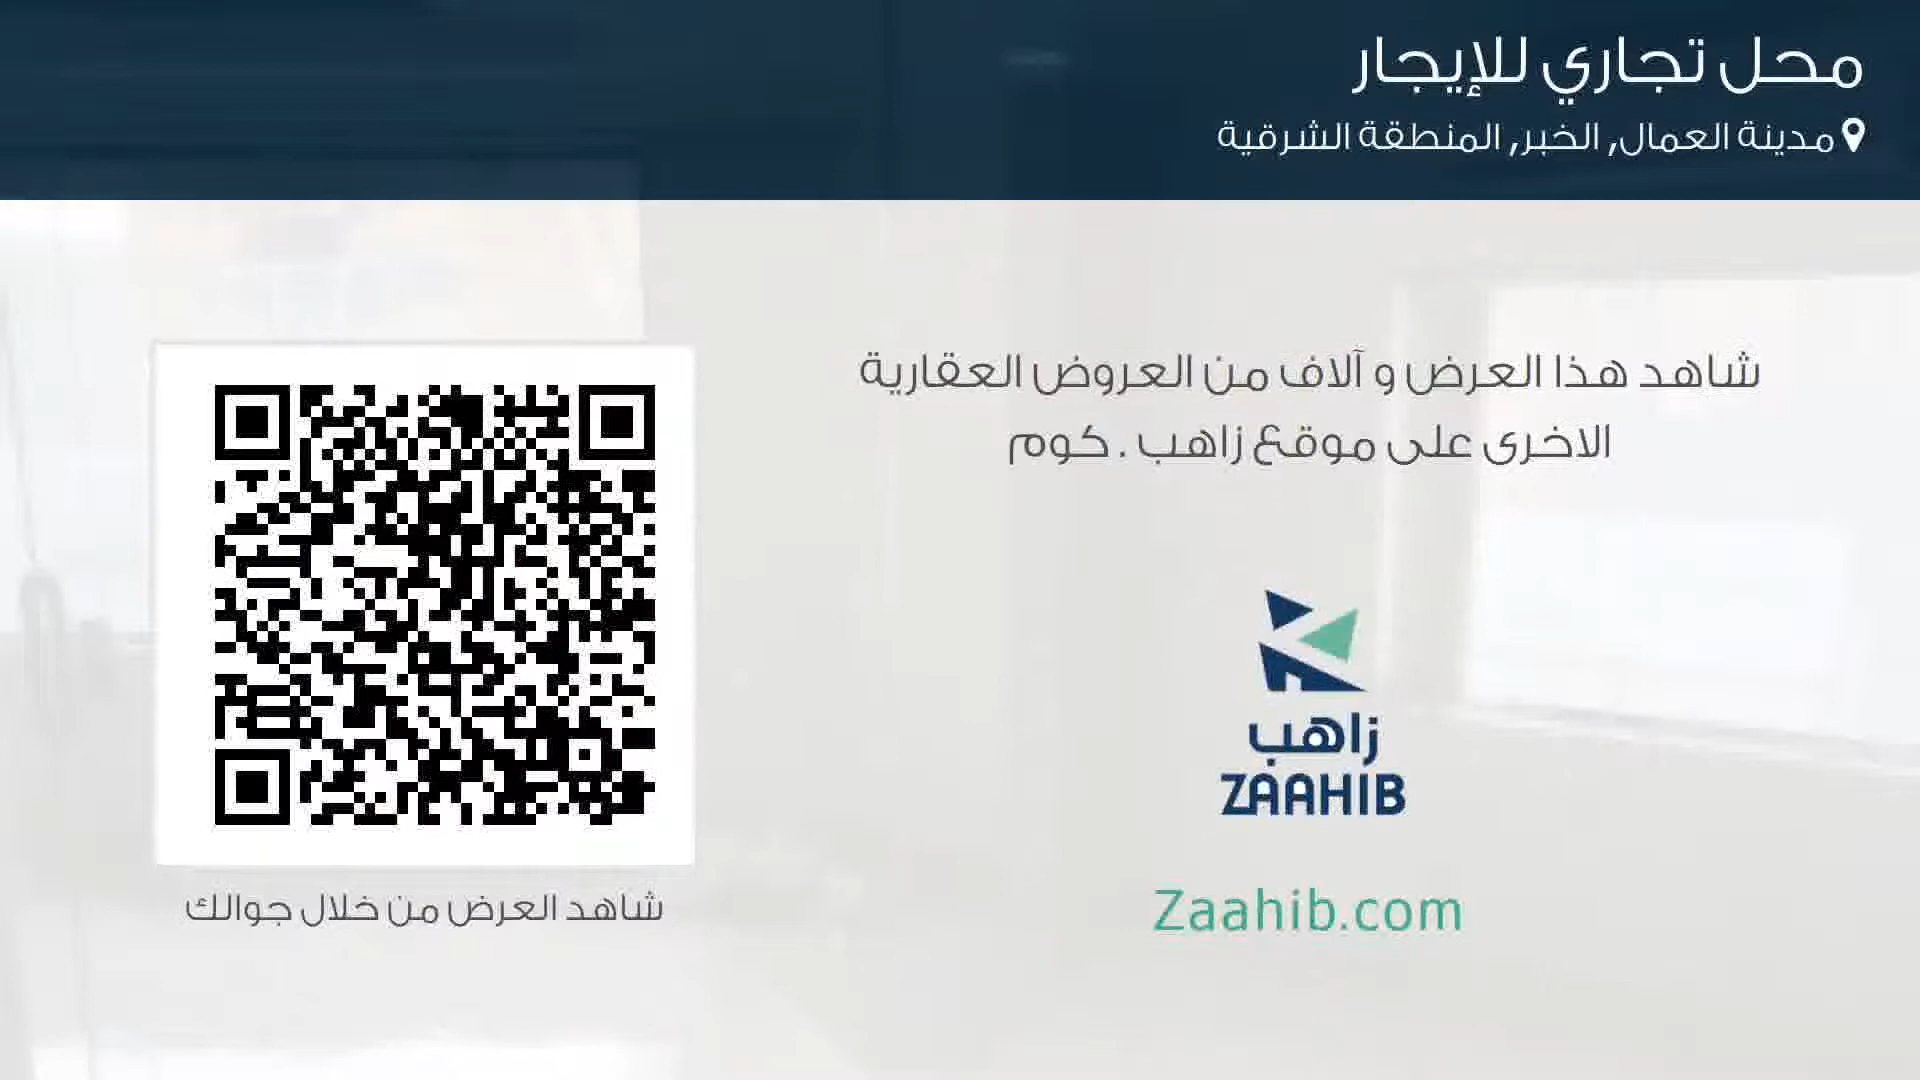 محل تجاري للإيجار
مدينة العمال, الخبر, المنطقة الشرقية
شاهد هذا العرض و آلاف من العروض العقارية
الاخرى على موقع زاهب . كوم
زاهب
ZAAHIB
Zaahib.com
شاهد العرض من خلال جوالك